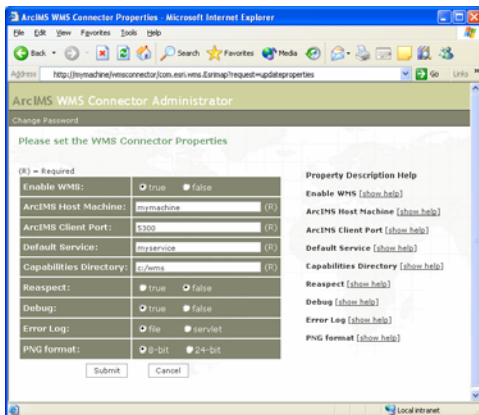 ArcIMS WMS Connector Properties - Microsoft Internet Explorer
File Edit View Favorites Tools Help
Back Search Favorites Media
Address http://mymachine/wmsconnector/com.esri.wms.Esrimap?request=updateproperties Go Links »
ArcIMS WMS Connector Administrator
Change Password
Please set the WMS Connector Properties
(R) = Required
Property Description Help
Enable WMS: true false
Enable WMS [show help]
ArcIMS Host Machine: mymachine (R)
ArcIMS Host Machine [show help]
ArcIMS Client Port: 5300 (R)
ArcIMS Client Port [show help]
Default Service: myservice (R)
Default Service [show help]
Capabilities Directory: c:/wms (R)
Capabilities Directory [show help]
Reaspect: true false
Reaspect [show help]
Debug: true false
Debug [show help]
Error Log: file servlet
Error Log [show help]
PNG format: 8-bit 24-bit
PNG format [show help]
Submit Cancel
Local intranet